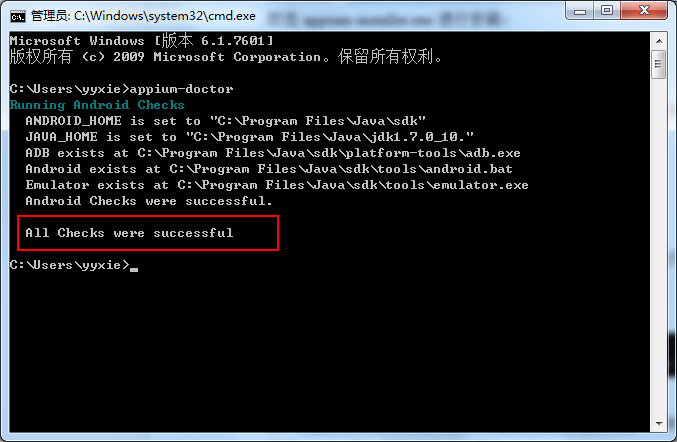 管理员: C:\Windows\system32\cmd.exe
Microsoft Windows [版本 6.1.7601]
版权所有 (c) 2009 Microsoft Corporation。保留所有权利。
C:\Users\yyxie>appium-doctor
Running Android Checks
ANDROID_HOME is set to "C:\Program Files\Java\sdk"
JAVA_HOME is set to "C:\Program Files\Java\jdk1.7.0_10."
ADB exists at C:\Program Files\Java\sdk\platform-tools\adb.exe
Android exists at C:\Program Files\Java\sdk\tools\android.bat
Emulator exists at C:\Program Files\Java\sdk\tools\emulator.exe
Android Checks were successful.
All Checks were successful
C:\Users\yyxie>